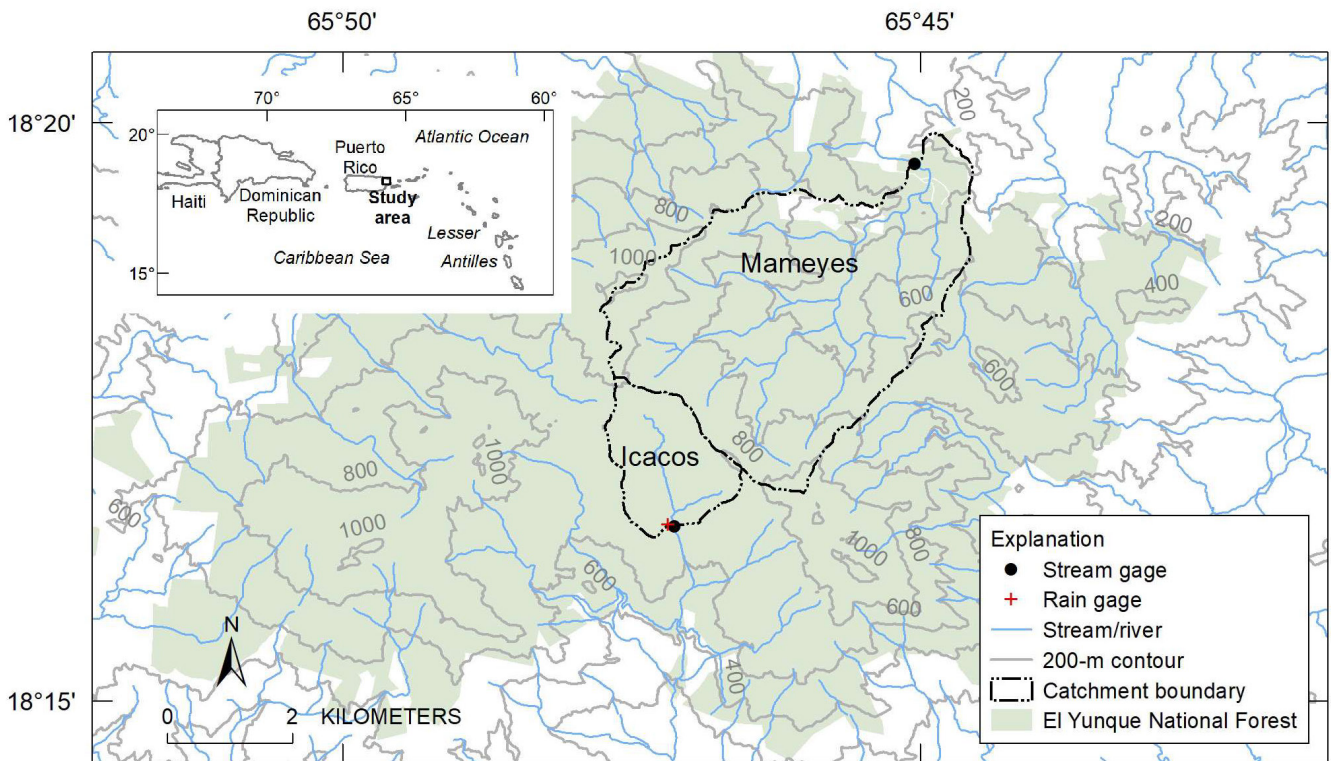 65°50'
65°45'
18°20'
18°15'
70°
65°
60°
20°
15°
Atlantic Ocean
Puerto
Rico
Haiti
Dominican
Republic
Study
area
Lesser
Antilles
Caribbean Sea
200
800
1000
Mameyes
200
400
600
600
800
1000
Icacos
800
1000
600
600
1000
800
600
400
N
0 2 KILOMETERS
Explanation
Stream gage
Rain gage
Stream/river
200-m contour
Catchment boundary
El Yunque National Forest